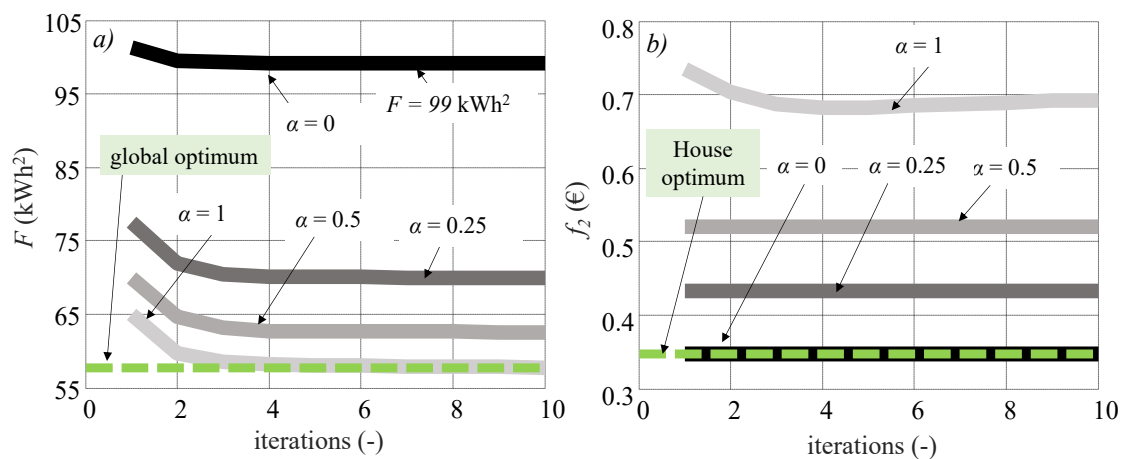 a)
105
95
85
75
65
55
F (kWh²)
F = 99 kWh²
α = 0
global optimum
α = 1
α = 0.5
α = 0.25
0
2
4
6
8
10
iterations (-)
b)
0.8
0.7
0.6
0.5
0.4
0.3
f₂ (€)
α = 1
House
optimum
α = 0
α = 0.25
α = 0.5
0
2
4
6
8
10
iterations (-)